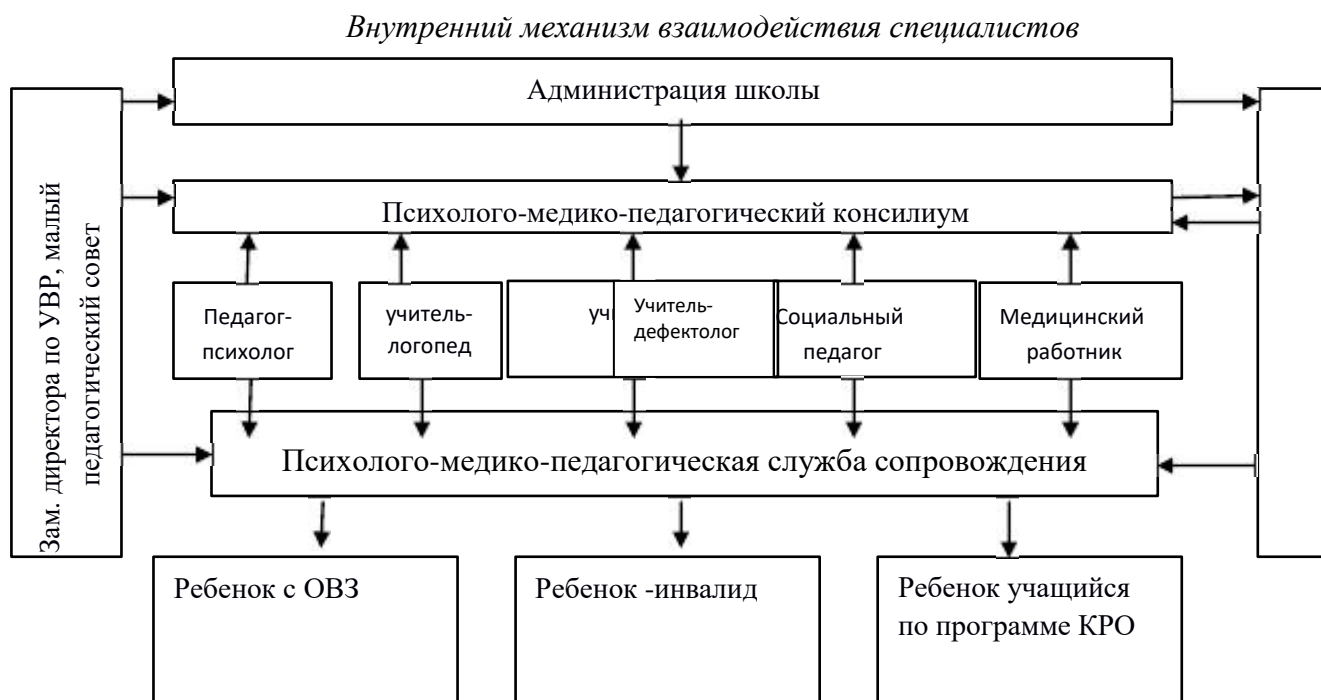 Внутренний механизм взаимодействия специалистов
Администрация школы
Зам. директора по УВР, малый
педагогический совет
Психолого-медико-педагогический консилиум
Педагог-
психолог
учитель-
логопед
Учитель-
дефектолог
Социальный
педагог
Медицинский
работник
Психолого-медико-педагогическая служба сопровождения
Ребенок с ОВЗ
Ребенок -инвалид
Ребенок учащийся
по программе КРО